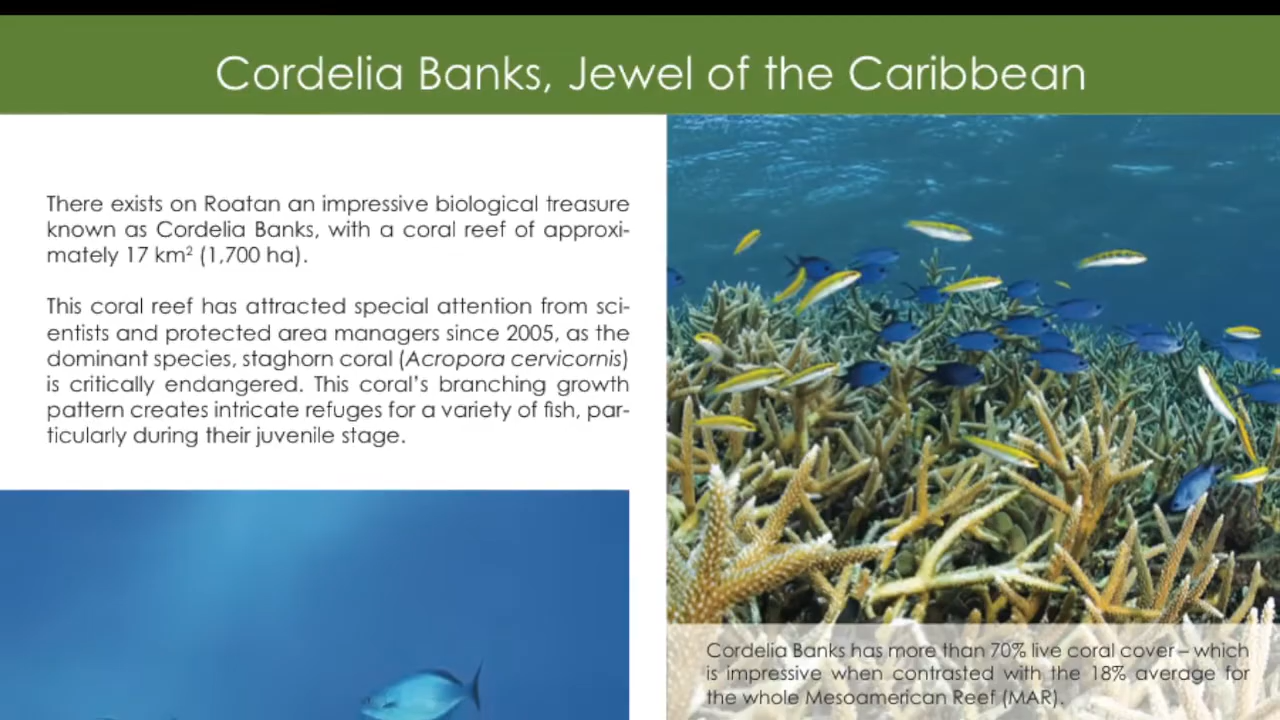 Cordelia Banks, Jewel of the Caribbean
There exists on Roatan an impressive biological treasure
known as Cordelia Banks, with a coral reef of approxi-
mately 17 km² (1,700 ha).
This coral reef has attracted special attention from sci-
entists and protected area managers since 2005, as the
dominant species, staghorn coral (Acropora cervicornis)
is critically endangered. This coral's branching growth
pattern creates intricate refuges for a variety of fish, par-
ticularly during their juvenile stage.
Cordelia Banks has more than 70% live coral cover – which
is impressive when contrasted with the 18% average for
the whole Mesoamerican Reef (MAR).